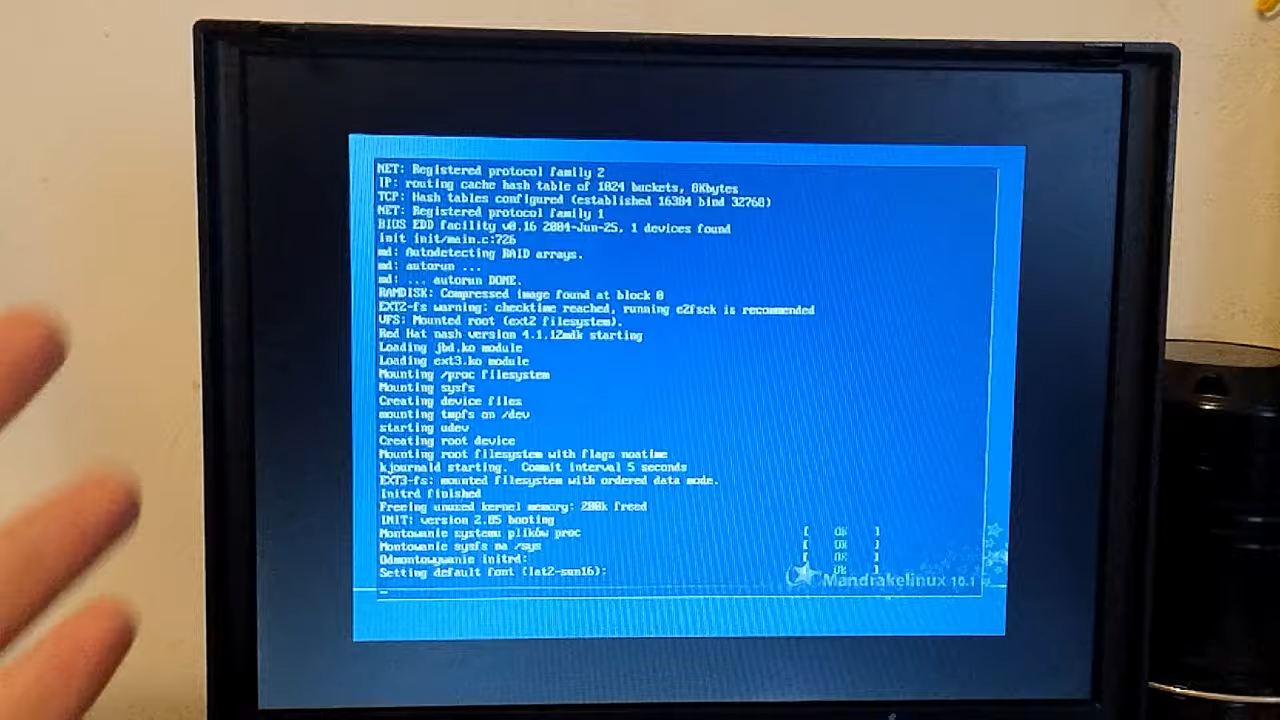 NET: Registered protocol family 2
IP: routing cache hash table of 1024 buckets, 8Kbytes
TCP: Hash tables configured (established 16384 bind 32768)
NET: Registered protocol family 1
BIOS EDD facility v0.16 2004-Jun-25, 1 devices found
init init/main.c:726
md: Autodetecting RAID arrays.
md: autorun ...
md: ... autorun DONE.
RAMDISK: Compressed image found at block 0
EXT2-fs warning: checktime reached, running e2fsck is recommended
VFS: Mounted root (ext2 filesystem).
Red Hat nash version 4.1.12mdk starting
Loading jbd.ko module
Loading ext3.ko module
Mounting /proc filesystem
Mounting sysfs
Creating device files
mounting tmpfs on /dev
starting udev
Creating root device
Mounting root filesystem with flags noatime
kjournald starting.  Commit interval 5 seconds
EXT3-fs: mounted filesystem with ordered data mode.
Initrd finished
Freeing unused kernel memory: 280k freed
INIT: version 2.85 booting
Montowanie systemu plików proc [ OK ]
Montowanie sysfs na /sys [ OK ]
Odmontowywanie initrd: [ OK ]
Setting default font (lat2-sun16): OK ]
Mandrakelinux 10.1